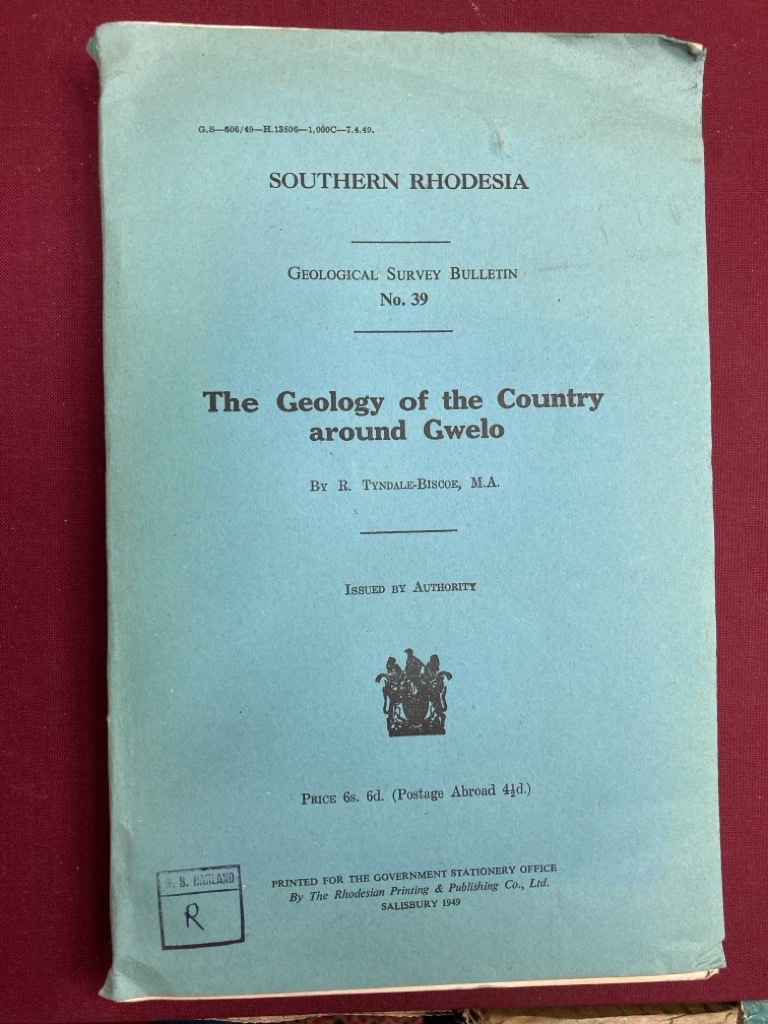 G.S—806/49—H.13806—1,000C—7.4.49.
SOUTHERN RHODESIA
GEOLOGICAL SURVEY BULLETIN
No. 39
The Geology of the Country
around Gwelo
BY R. TYNDALE-BISCOE, M.A.
ISSUED BY AUTHORITY
PRICE 6s. 6d. (Postage Abroad 4½d.)
B. HARLAND
R
PRINTED FOR THE GOVERNMENT STATIONERY OFFICE
By The Rhodesian Printing & Publishing Co., Ltd.
SALISBURY 1949